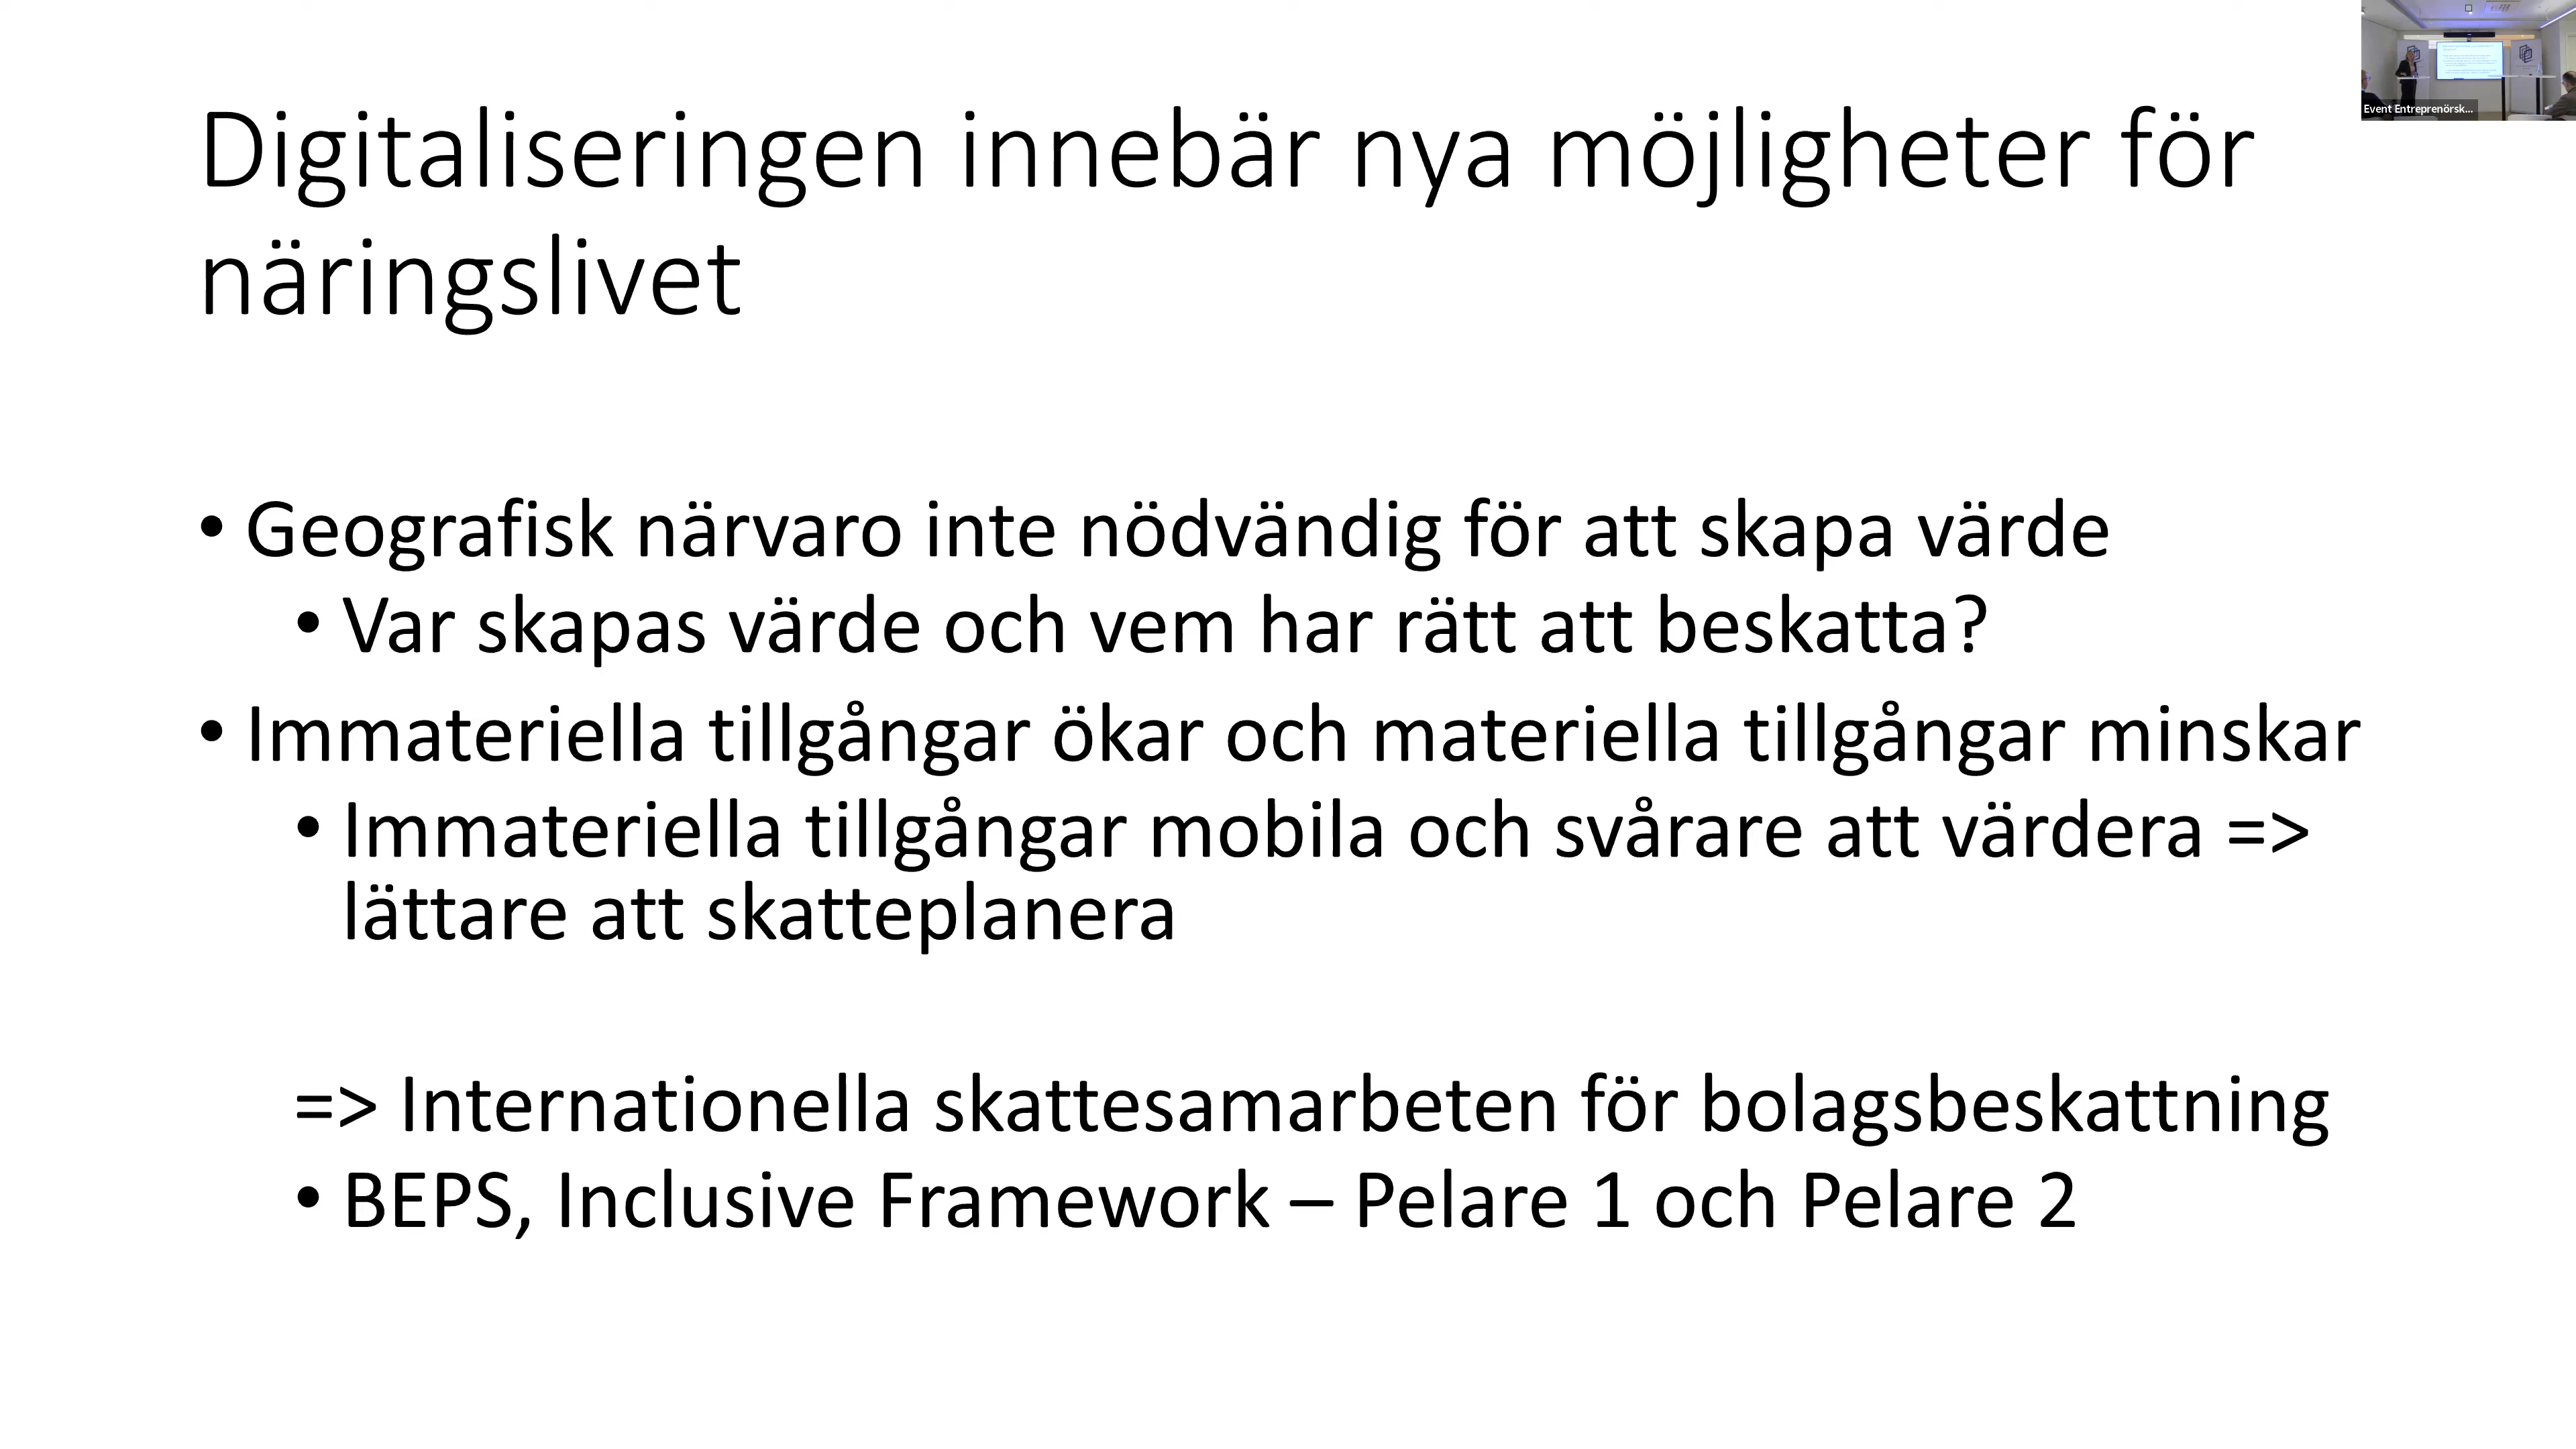 Digitaliseringen innebär nya möjligheter för
näringslivet
• Geografisk närvaro inte nödvändig för att skapa värde
• Var skapas värde och vem har rätt att beskatta?
• Immateriella tillgångar ökar och materiella tillgångar minskar
• Immateriella tillgångar mobila och svårare att värdera =>
lättare att skatteplanera
=> Internationella skattesamarbeten för bolagsbeskattning
• BEPS, Inclusive Framework – Pelare 1 och Pelare 2
Event Entreprenörsk...